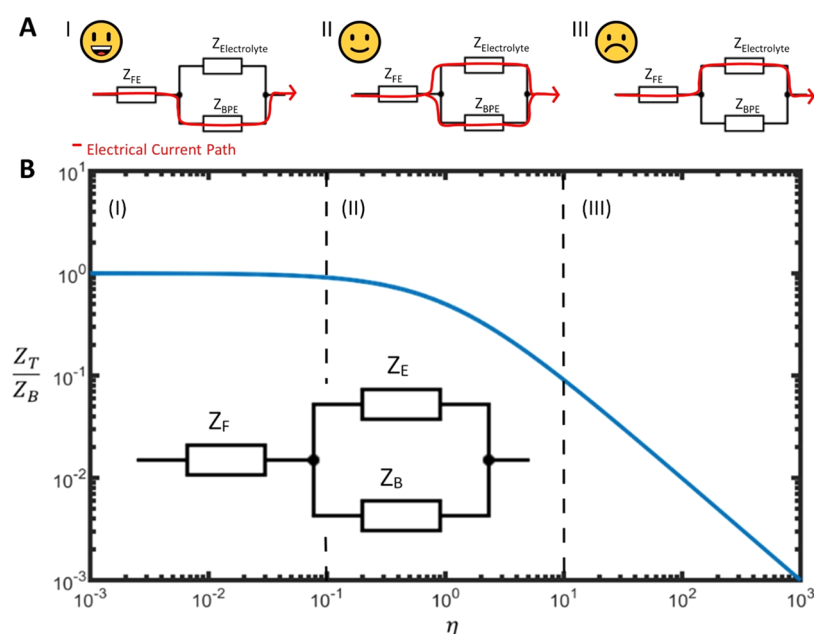 A
I
II
III
Z_Electrolyte
Z_Electrolyte
Z_Electrolyte
Z_FE
Z_FE
Z_FE
Z_BPE
Z_BPE
Z_BPE
Electrical Current Path
B
10^1
(I)
(II)
(III)
10^0
Z_T
Z_B
10^-1
Z_E
Z_F
Z_B
10^-2
10^-3
10^-3
10^-2
10^-1
10^0
10^1
10^2
10^3
η